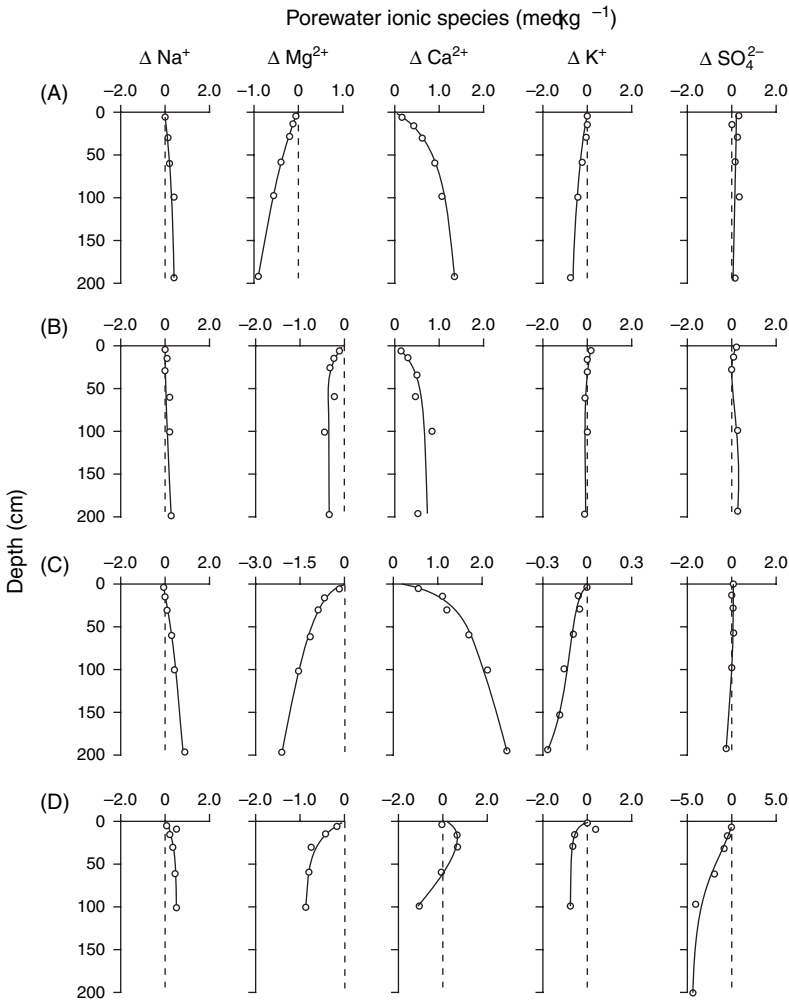 Porewater ionic species (meqkg −1)
Δ Na⁺ Δ Mg²⁺ Δ Ca²⁺ Δ K⁺ Δ SO₄²⁻
(A) −2.0 0 2.0 −1.0 0 1.0 0 1.0 2.0 −2.0 0 2.0 −2.0 0 2.0
0
50
100
150
200
(B) −2.0 0 2.0 −2.0 −1.0 0 0 1.0 2.0 −2.0 0 2.0 −2.0 0 2.0
0
50
100
150
200
Depth (cm)
(C) −2.0 0 2.0 −3.0 −1.5 0 0 1.0 2.0 −0.3 0 0.3 −2.0 0 2.0
0
50
100
150
200
(D) −2.0 0 2.0 −2.0 −1.0 0 −2.0 0 2.0 −2.0 0 2.0 −5.0 0 5.0
0
50
100
150
200